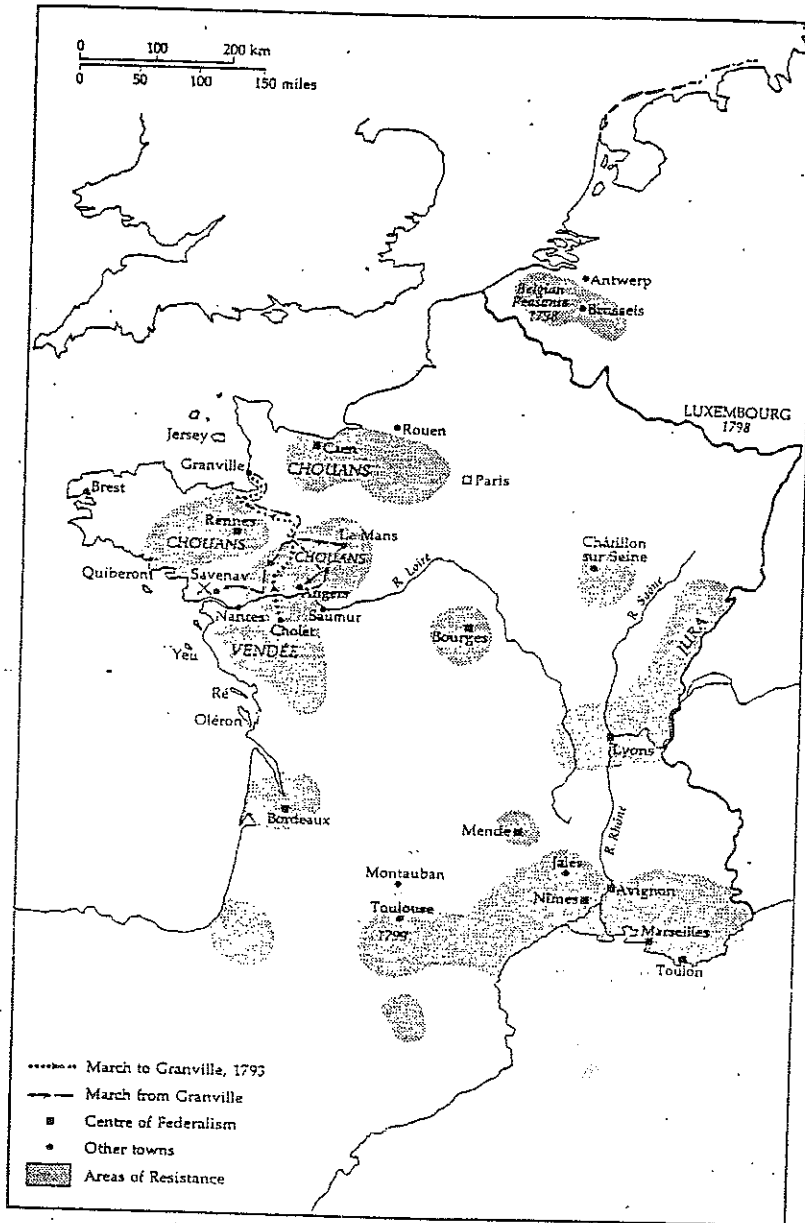 0 100 200 km
0 50 100 150 miles
Antwerp
Belgian
Peasants
1798
Brussels
LUXEMBOURG
1798
Jersey
Rouen
Caen
Granville
CHOUANS
Paris
Brest
Rennes
CHOUANS
Le Mans
CHOUANS
Châtillon
sur Seine
Quiberon
Savenay
R. Loire
Angers
R. Saône
Nantes
Saumur
Cholet
Bourges
JURA
VENDÉE
Yeu
Ré
Oléron
Lyons
Bordeaux
Mende
R. Rhône
Jalès
Montauban
Avignon
Nîmes
Toulouse
1799
Marseilles
Toulon
March to Granville, 1793
March from Granville
Centre of Federalism
Other towns
Areas of Resistance